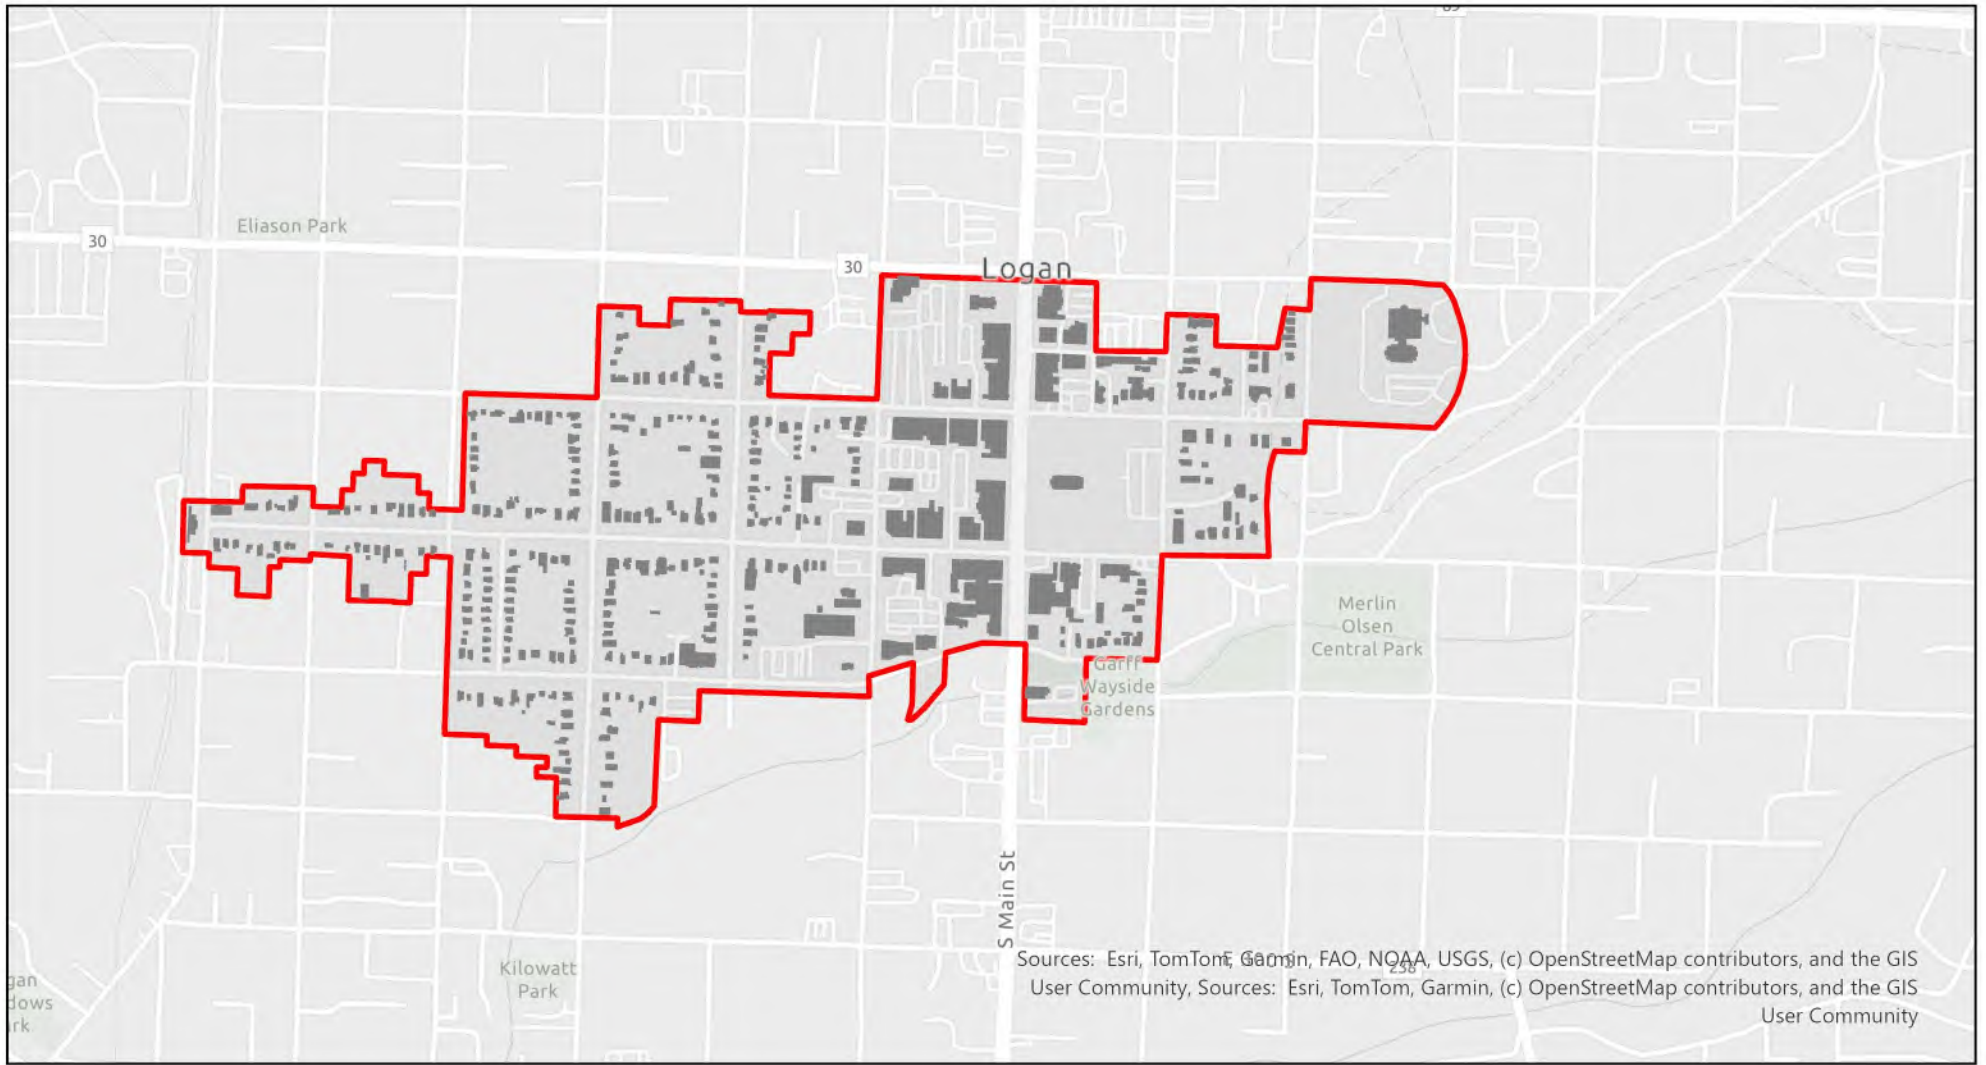 Eliason Park
30
30
Logan
Merlin
Olsen
Central Park
Garff
Wayside
Gardens
S Main St
Kilowatt
Park
238
Sources: Esri, TomTom, Garmin, FAO, NOAA, USGS, (c) OpenStreetMap contributors, and the GIS
User Community, Sources: Esri, TomTom, Garmin, (c) OpenStreetMap contributors, and the GIS
User Community